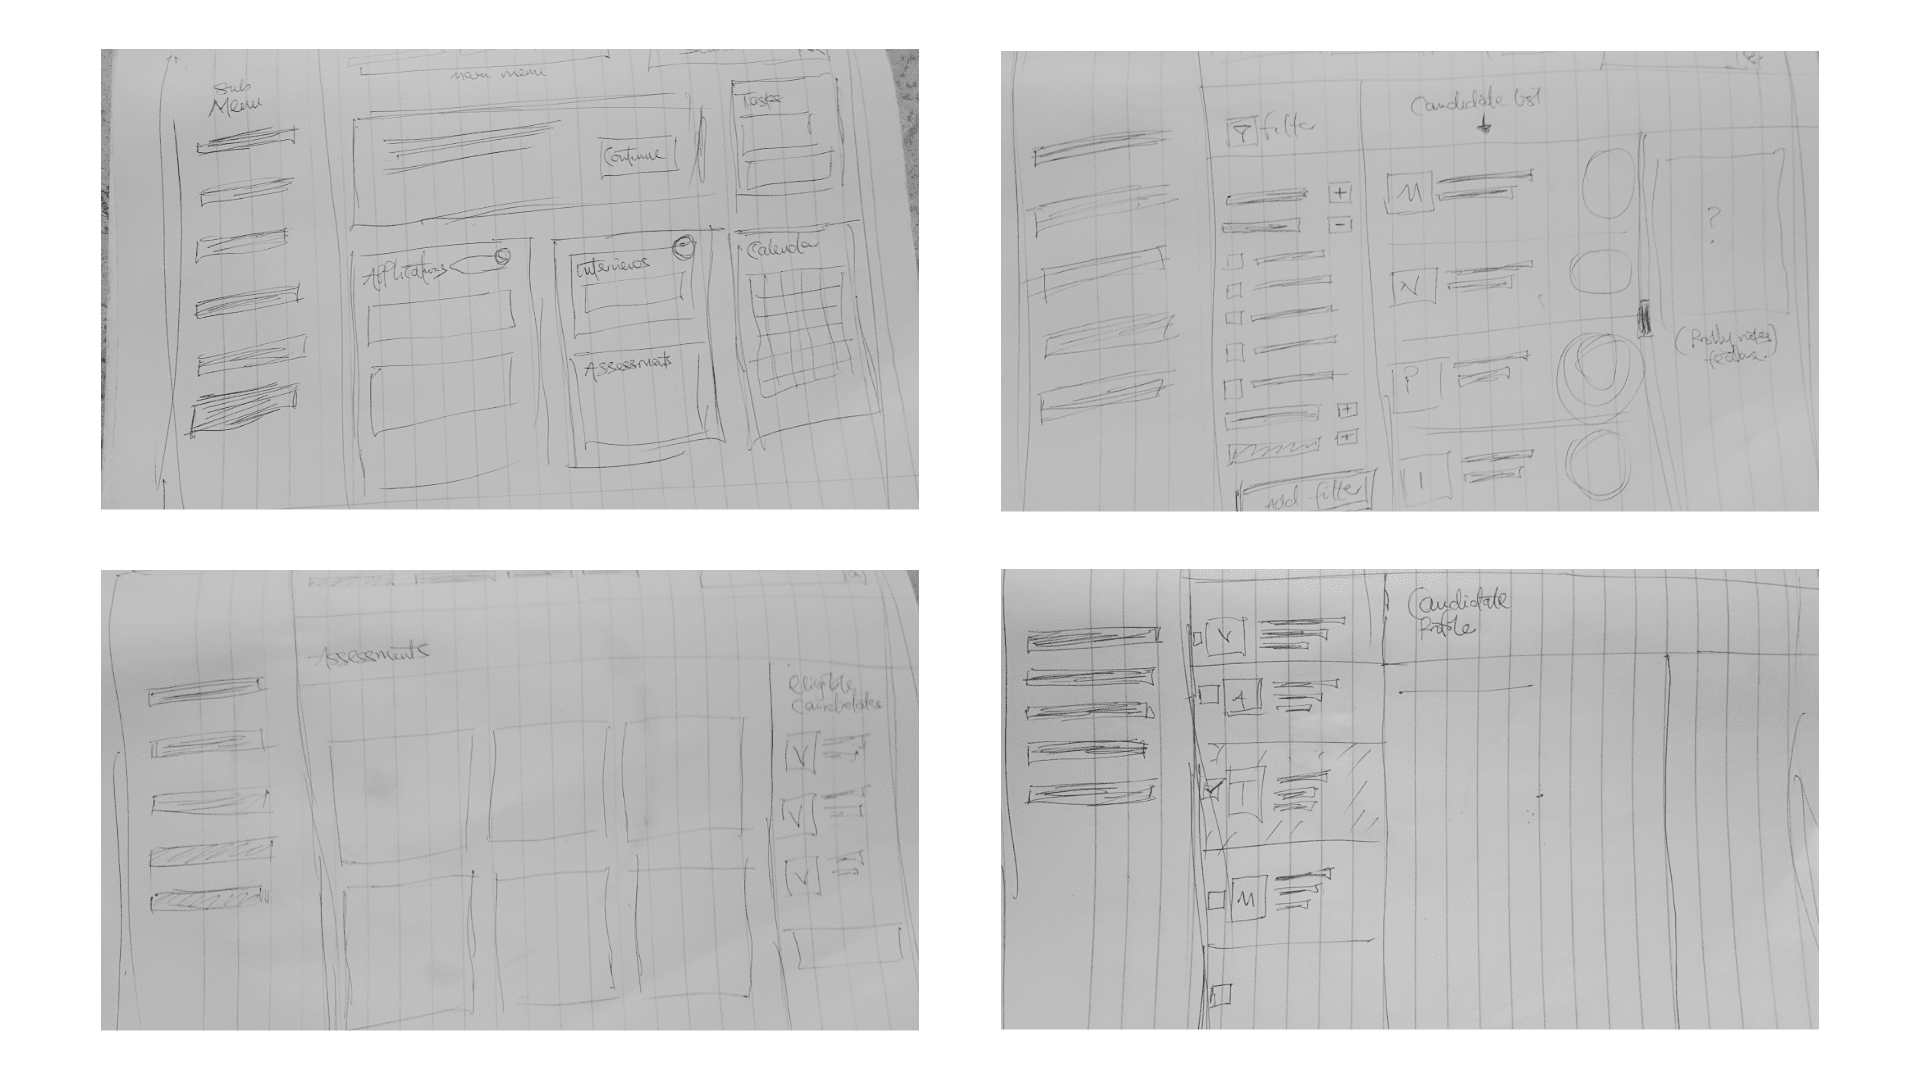 Sub
Menu
main menu
Continue
Tasks
Applications
Interviews
Assessments
Calendar
Filter
Candidate list
M
N
P
I
?
(Probly notes
feature)
Add filter
Assessments
Eligible
Candidates
V
V
V
Candidate
Profile
V
A
I
M